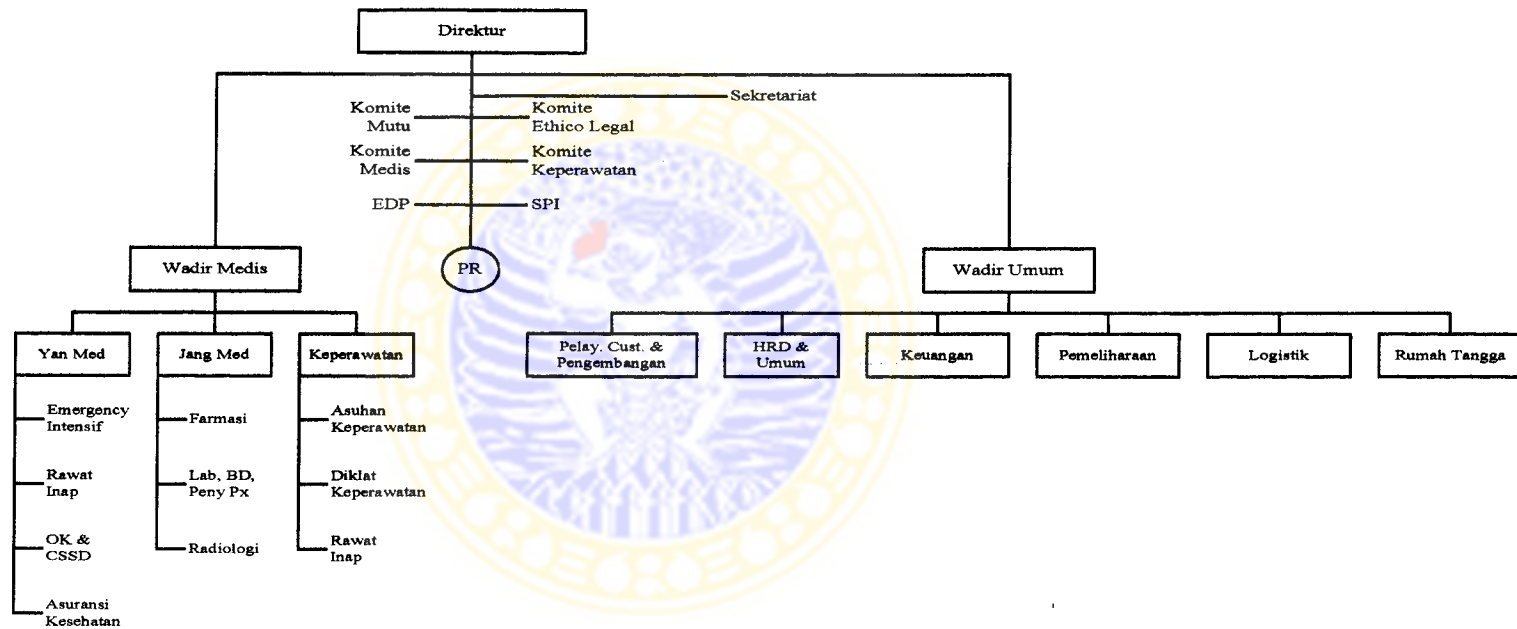 Direktur
Sekretariat
Komite
Mutu
Komite
Ethico Legal
Komite
Medis
Komite
Keperawatan
EDP
SPI
Wadir Medis
PR
Wadir Umum
Yan Med
Jang Med
Keperawatan
Pelay. Cust. &
Pengembangan
HRD &
Umum
Keuangan
Pemeliharaan
Logistik
Rumah Tangga
Emergency
Intensif
Rawat
Inap
OK &
CSSD
Asuransi
Kesehatan
Farmasi
Lab, BD,
Peny Px
Radiologi
Asuhan
Keperawatan
Diklat
Keperawatan
Rawat
Inap